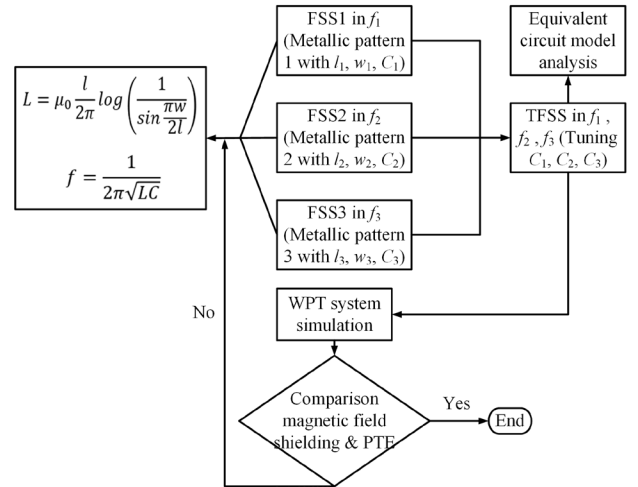 L = μ₀ l/2π log(1/sin πw/2l)
f = 1/2π√LC
FSS1 in f₁
(Metallic pattern
1 with l₁, w₁, C₁)
FSS2 in f₂
(Metallic pattern
2 with l₂, w₂, C₂)
FSS3 in f₃
(Metallic pattern
3 with l₃, w₃, C₃)
Equivalent
circuit model
analysis
TFSS in f₁ ,
f₂ , f₃ (Tuning
C₁, C₂, C₃)
WPT system
simulation
No
Comparison
magnetic field
shielding & PTE
Yes
End